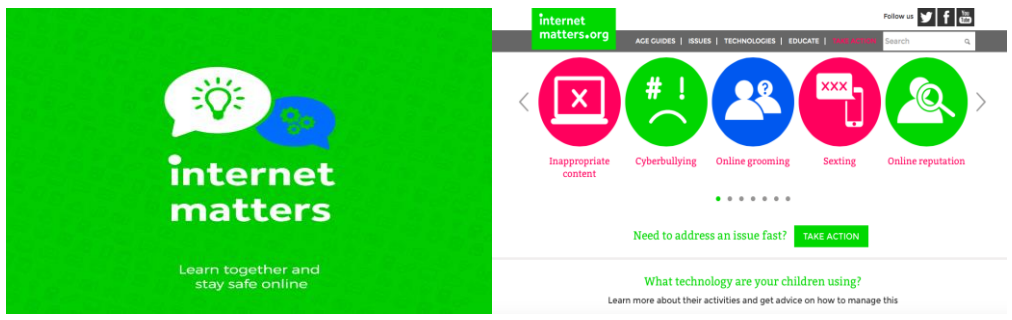 internet
matters
Learn together and
stay safe online
internet
matters.org
Follow us
You
Tube
AGE GUIDES | ISSUES | TECHNOLOGIES | EDUCATE | TAKE ACTION
Search
X
# !
?
XXX
Inappropriate
content
Cyberbullying
Online grooming
Sexting
Online reputation
Need to address an issue fast?
TAKE ACTION
What technology are your children using?
Learn more about their activities and get advice on how to manage this